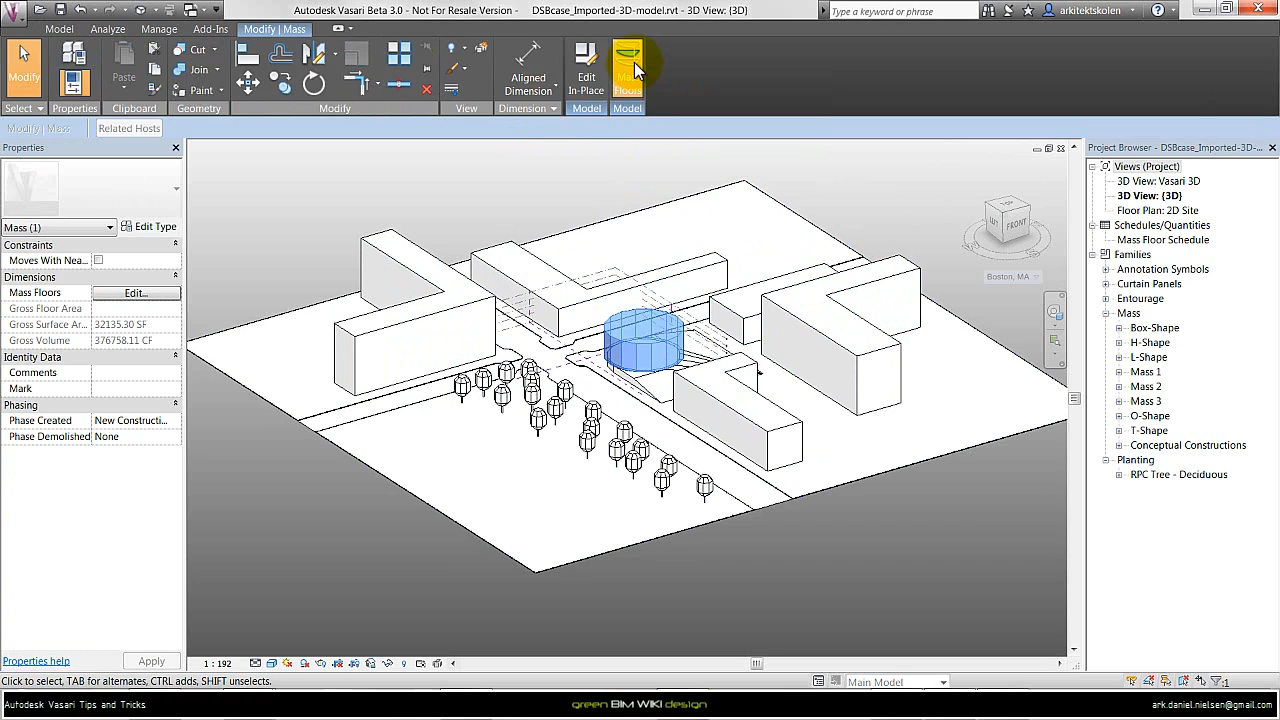 Autodesk Vasari Beta 3.0 - Not For Resale Version - DSBcase_Imported-3D-model.rvt - 3D View: {3D}
Type a keyword or phrase
arkitektskolen
Model Analyze Manage Add-Ins Modify | Mass
Modify
Paste
Cut
Join
Paint
Aligned Dimension
Edit In-Place
Mass Floors
Select Properties Clipboard Geometry Modify View Dimension Model Model
Modify | Mass Related Hosts
Properties
Mass (1) Edit Type
Constraints
Moves With Nea...
Dimensions
Mass Floors Edit...
Gross Floor Area
Gross Surface Ar... 32135.30 SF
Gross Volume 376758.11 CF
Identity Data
Comments
Mark
Phasing
Phase Created New Constructi...
Phase Demolished None
Properties help Apply
TOP
LEFT
FRONT
Boston, MA
Project Browser - DSBcase_Imported-3D-...
Views (Project)
3D View: Vasari 3D
3D View: {3D}
Floor Plan: 2D Site
Schedules/Quantities
Mass Floor Schedule
Families
Annotation Symbols
Curtain Panels
Entourage
Mass
Box-Shape
H-Shape
L-Shape
Mass 1
Mass 2
Mass 3
O-Shape
T-Shape
Conceptual Constructions
Planting
RPC Tree - Deciduous
1 : 192
Click to select, TAB for alternates, CTRL adds, SHIFT unselects.
Main Model
:1
Autodesk Vasari Tips and Tricks
green BIM WIKI design
ark.daniel.nielsen@gmail.com